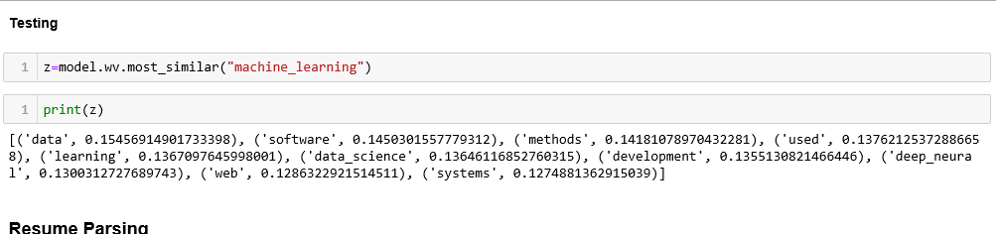 Testing
1 z=model.wv.most_similar("machine_learning")
1 print(z)
[('data', 0.15456914901733398), ('software', 0.1450301557779312), ('methods', 0.14181078970432281), ('used', 0.1376212537288665
8), ('learning', 0.1367097645998001), ('data_science', 0.13646116852760315), ('development', 0.1355130821466446), ('deep_neura
l', 0.1300312727689743), ('web', 0.1286322921514511), ('systems', 0.1274881362915039)]
Resume Parsing